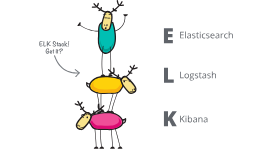 ELK Stack!
Get it?
E Elasticsearch
L Logstash
K Kibana